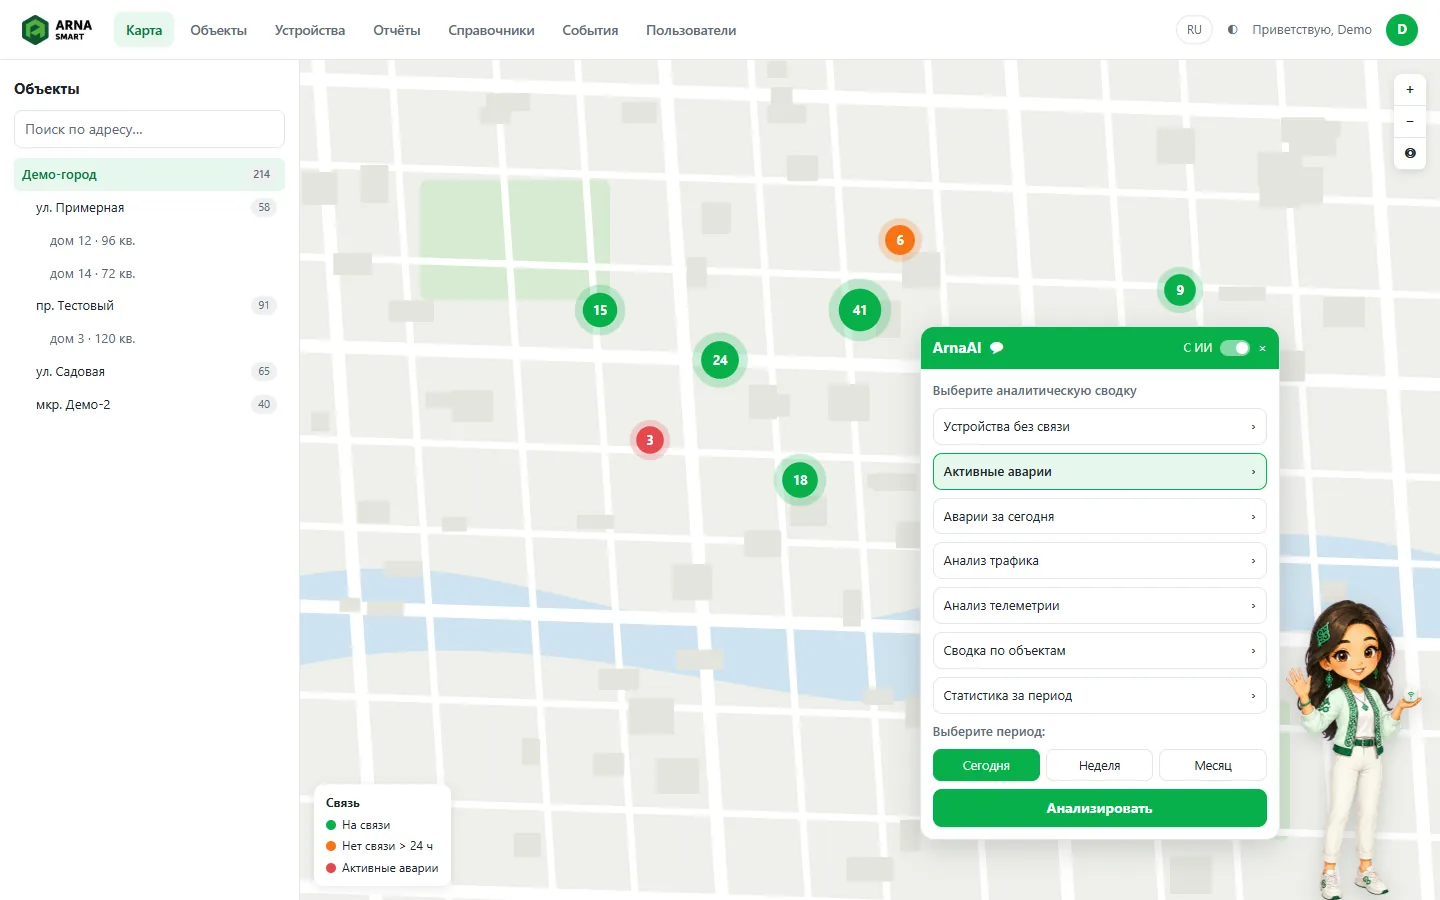 ARNA
SMART
Карта
Объекты
Устройства
Отчёты
Справочники
События
Пользователи
RU
Приветствую, Demo
D
Объекты
Поиск по адресу...
Демо-город 214
ул. Примерная 58
дом 12 · 96 кв.
дом 14 · 72 кв.
пр. Тестовый 91
дом 3 · 120 кв.
ул. Садовая 65
мкр. Демо-2 40
+
−
6
9
15
41
24
3
18
ArnaAI
С ИИ ×
Выберите аналитическую сводку
Устройства без связи ›
Активные аварии ›
Аварии за сегодня ›
Анализ трафика ›
Анализ телеметрии ›
Сводка по объектам ›
Статистика за период ›
Выберите период:
Сегодня
Неделя
Месяц
Анализировать
Связь
На связи
Нет связи > 24 ч
Активные аварии